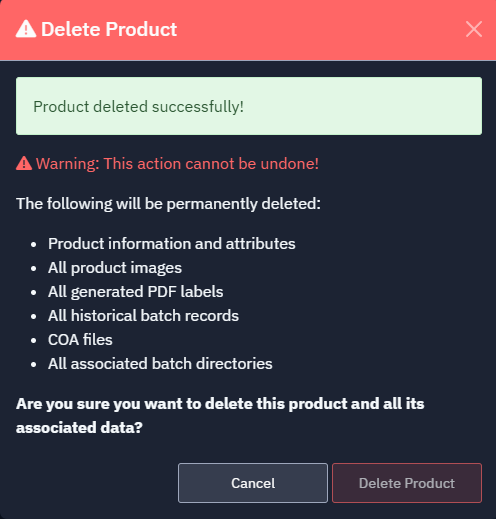 Delete Product
Product deleted successfully!
Warning: This action cannot be undone!
The following will be permanently deleted:
• Product information and attributes
• All product images
• All generated PDF labels
• All historical batch records
• COA files
• All associated batch directories
Are you sure you want to delete this product and all its
associated data?
Cancel
Delete Product